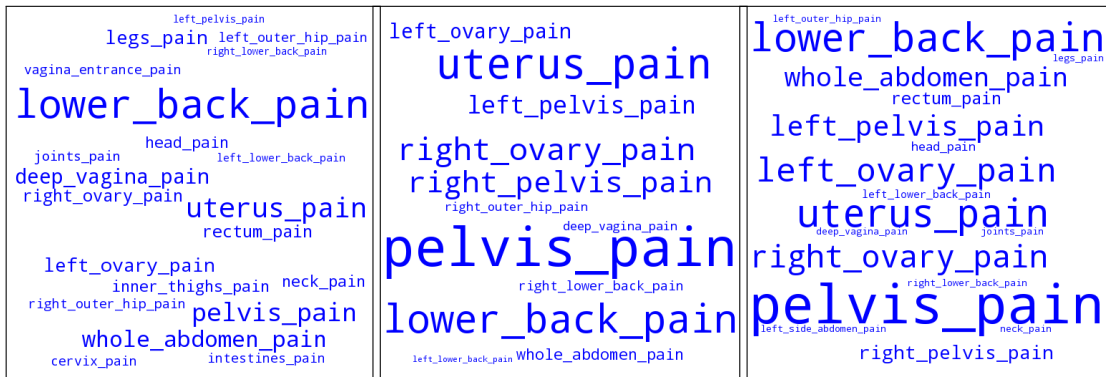 left_pelvis_pain
legs_pain left_outer_hip_pain
right_lower_back_pain
vagina_entrance_pain
lower_back_pain
head_pain
joints_pain left_lower_back_pain
deep_vagina_pain
right_ovary_pain
uterus_pain
rectum_pain
left_ovary_pain
inner_thighs_pain neck_pain
right_outer_hip_pain
pelvis_pain
whole_abdomen_pain
cervix_pain intestines_pain
left_ovary_pain
uterus_pain
left_pelvis_pain
right_ovary_pain
right_pelvis_pain
right_outer_hip_pain
deep_vagina_pain
pelvis_pain
right_lower_back_pain
lower_back_pain
left_lower_back_pain whole_abdomen_pain
left_outer_hip_pain
lower_back_pain
legs_pain
whole_abdomen_pain
rectum_pain
left_pelvis_pain
head_pain
left_ovary_pain
left_lower_back_pain
uterus_pain
deep_vagina_pain joints_pain
right_ovary_pain
right_lower_back_pain
pelvis_pain
left_side_abdomen_pain neck_pain
right_pelvis_pain